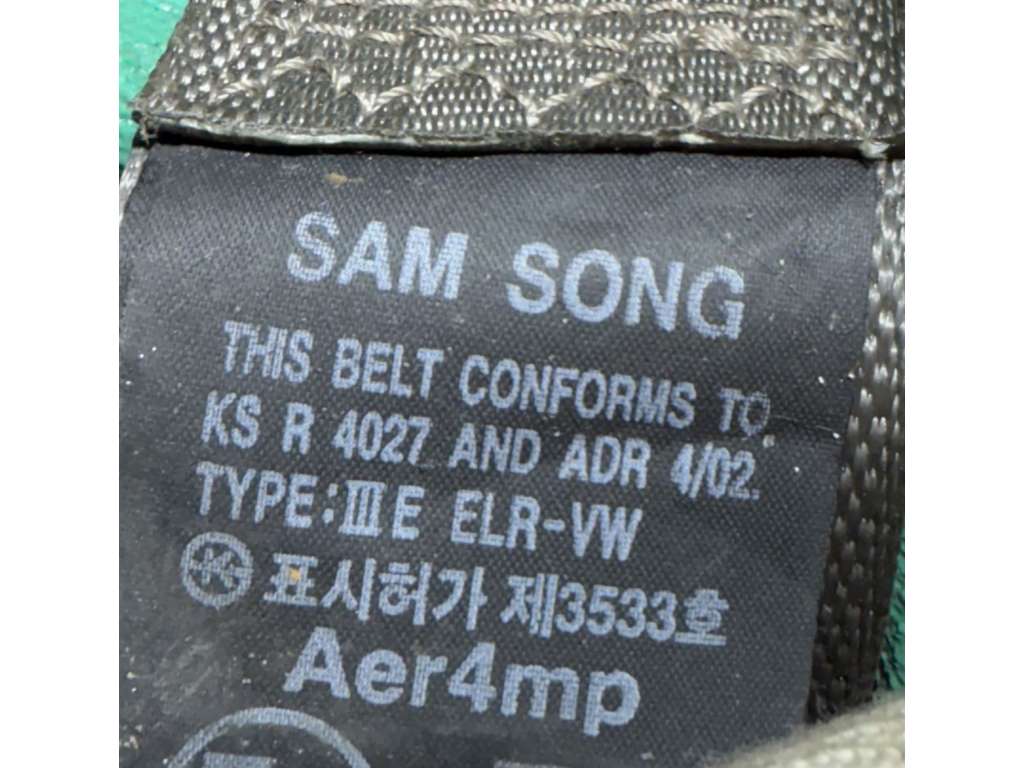 SAM SONG
THIS BELT CONFORMS TO
KS R 4027 AND ADR 4/02.
TYPE:ⅢE ELR-VW
표시허가 제3533호
Aer4mp